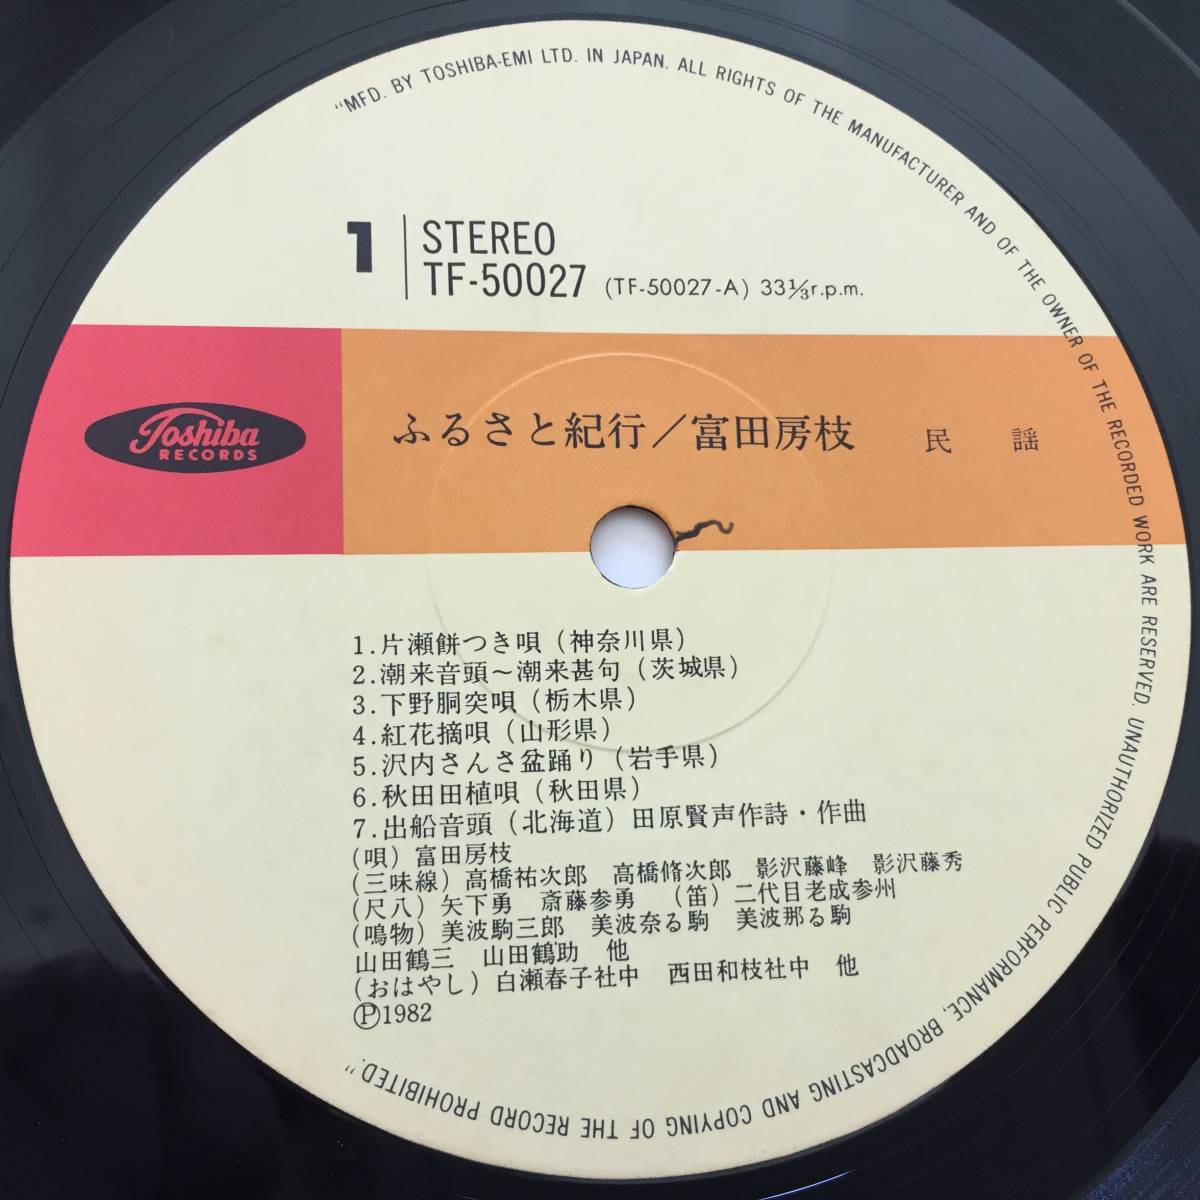 "MFD. BY TOSHIBA-EMI LTD. IN JAPAN. ALL RIGHTS OF THE MANUFACTURER AND OF THE OWNER OF THE RECORDED WORK ARE RESERVED. UNAUTHORIZED PUBLIC PERFORMANCE, BROADCASTING AND COPYING OF THE RECORD PROHIBITED."
1 STEREO
TF-50027 (TF-50027-A) 33⅓r.p.m.
Toshiba
RECORDS
ふるさと紀行／富田房枝 民謡
1.片瀬餅つき唄（神奈川県）
2.潮来音頭～潮来甚句（茨城県）
3.下野胴突唄（栃木県）
4.紅花摘唄（山形県）
5.沢内さんさ盆踊り（岩手県）
6.秋田田植唄（秋田県）
7.出船音頭（北海道）田原賢声作詩・作曲
（唄）富田房枝
（三味線）高橋祐次郎 高橋脩次郎 影沢藤峰 影沢藤秀
（尺八）矢下勇 斎藤参勇 （笛）二代目老成参州
（鳴物）美波駒三郎 美波奈る駒 美波那る駒
山田鶴三 山田鶴助 他
（おはやし）白瀬春子社中 西田和枝社中 他
Ⓟ1982